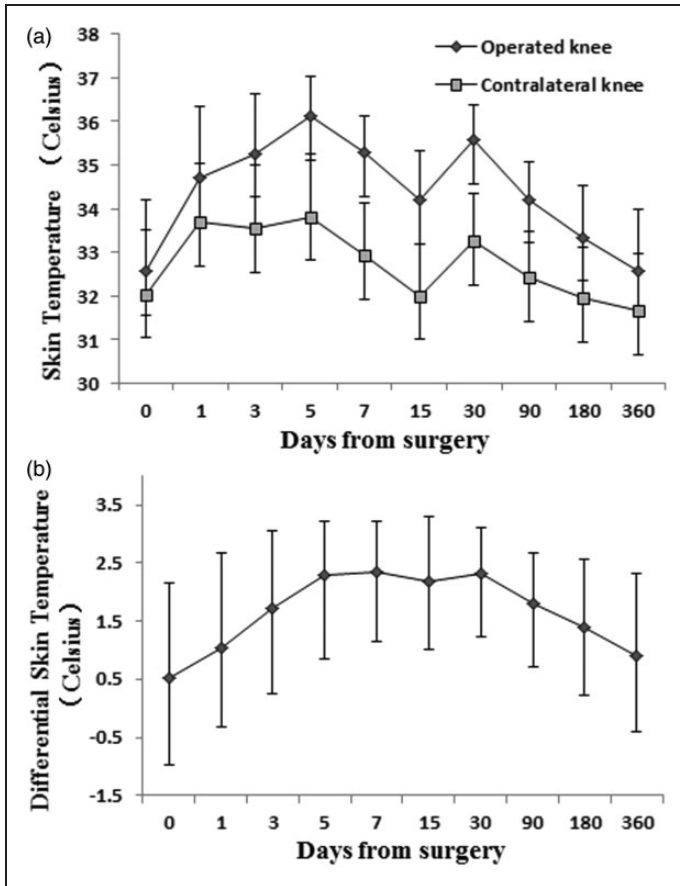 (a)
38
37
36
35
34
33
32
31
30
Skin Temperature (Celsius)
Operated knee
Contralateral knee
0 1 3 5 7 15 30 90 180 360
Days from surgery
(b)
3.5
2.5
1.5
0.5
-0.5
-1.5
Differential Skin Temperature
(Celsius)
0 1 3 5 7 15 30 90 180 360
Days from surgery